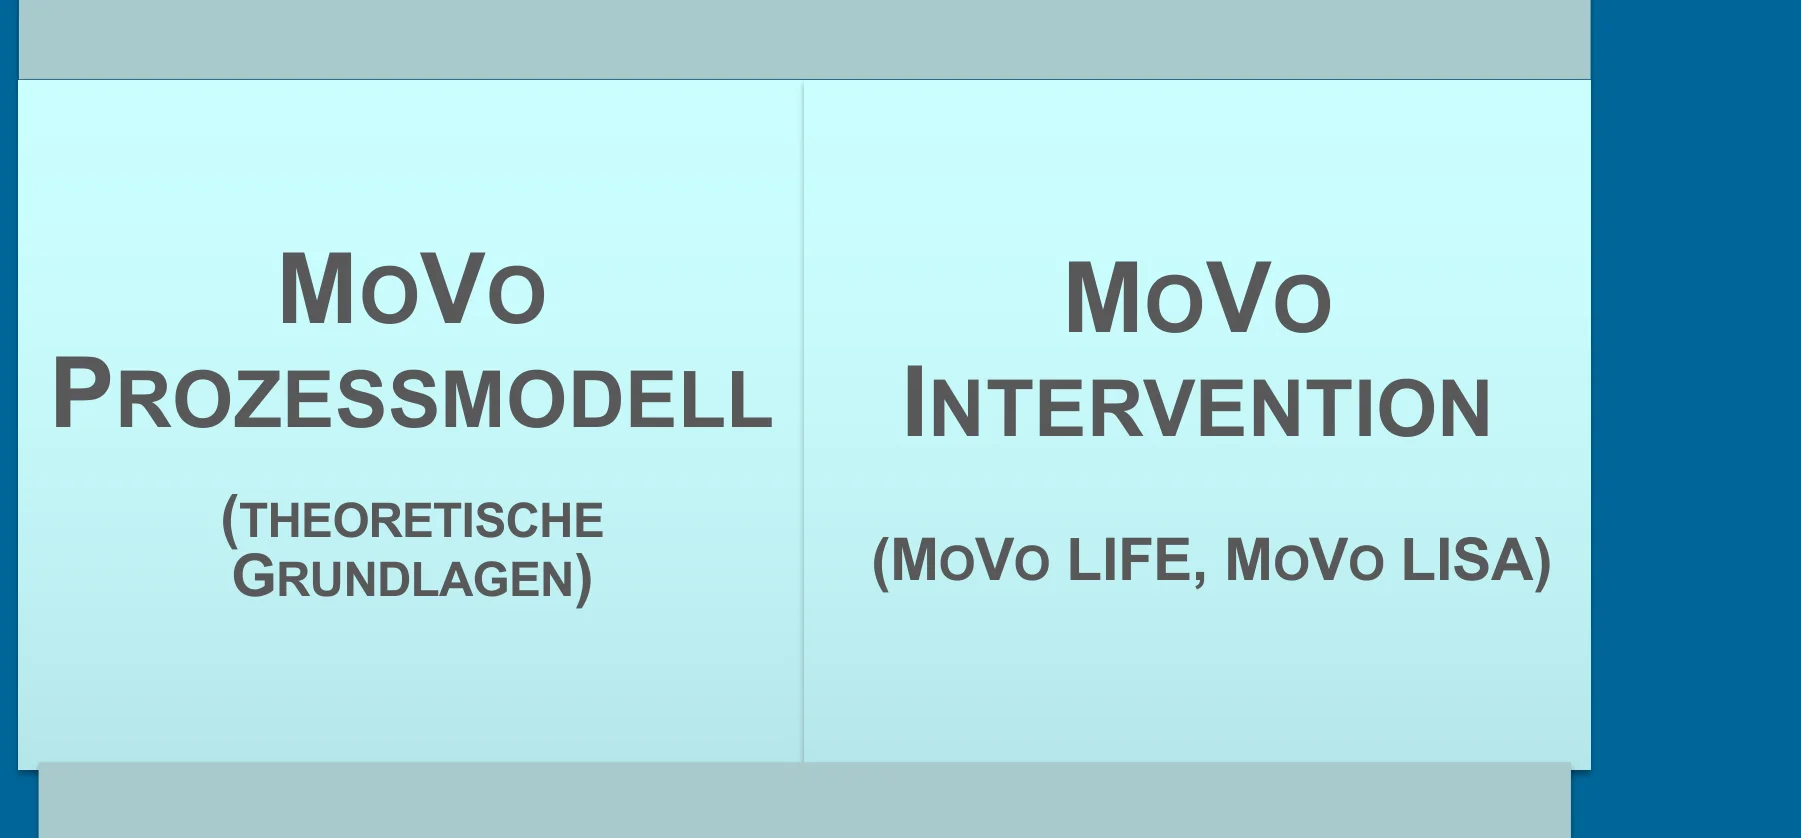 MoVo
Prozessmodell
(theoretische
Grundlagen)
MoVo
Intervention
(MoVo LIFE, MoVo LISA)